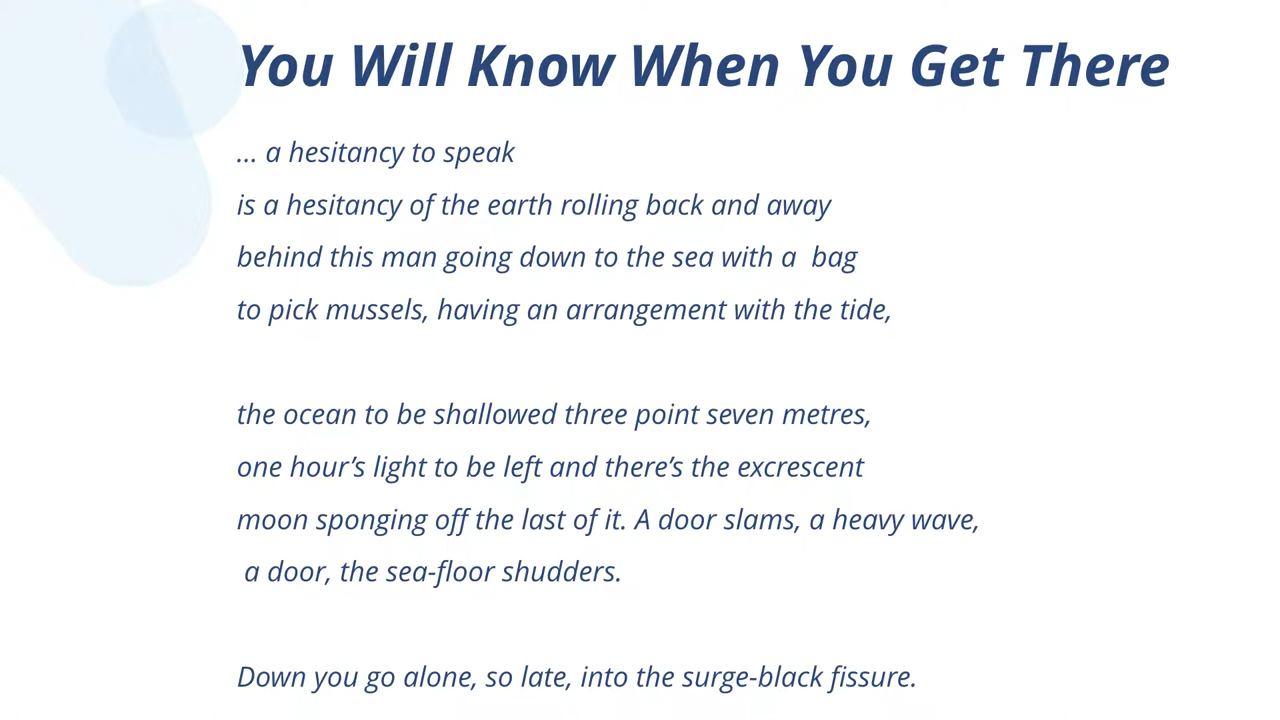 You Will Know When You Get There
... a hesitancy to speak
is a hesitancy of the earth rolling back and away
behind this man going down to the sea with a  bag
to pick mussels, having an arrangement with the tide,
the ocean to be shallowed three point seven metres,
one hour’s light to be left and there’s the excrescent
moon sponging off the last of it. A door slams, a heavy wave,
a door, the sea-floor shudders.
Down you go alone, so late, into the surge-black fissure.